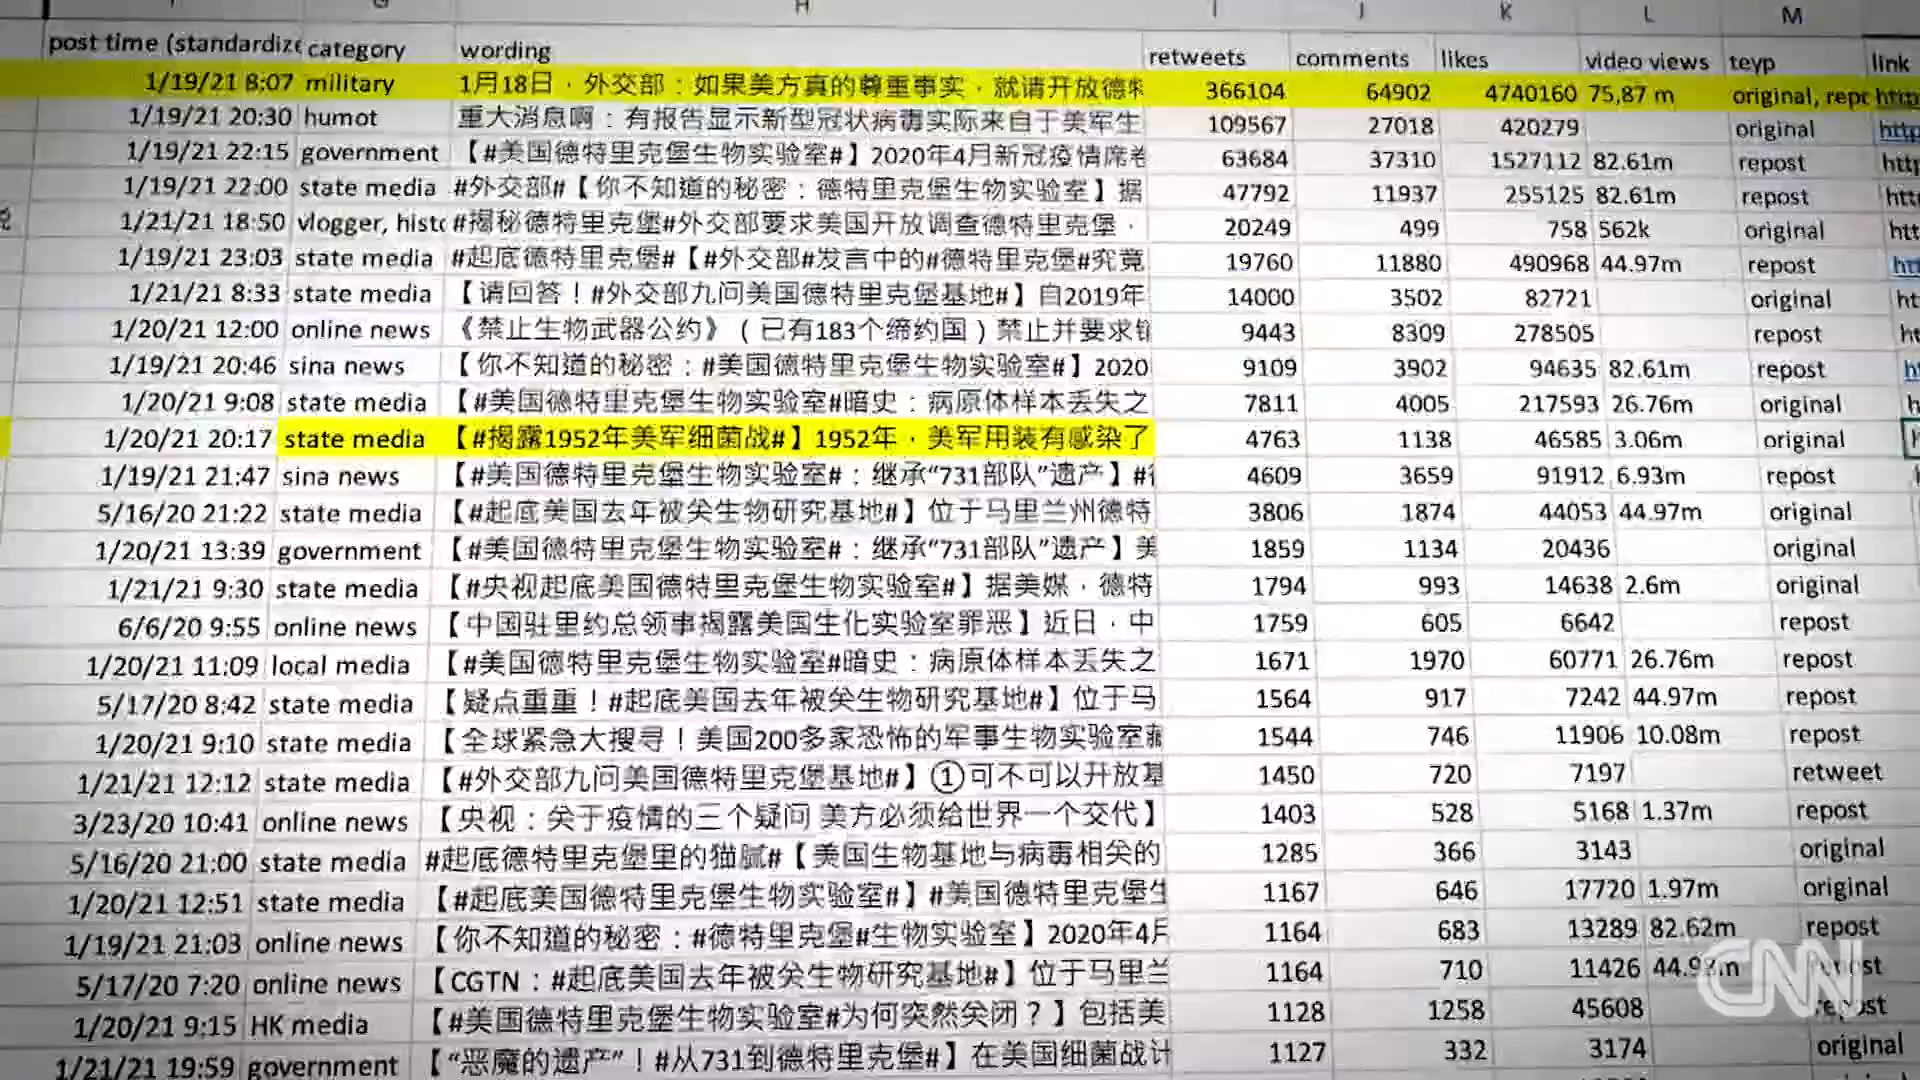 H I J K L M
post time (standardize category wording retweets comments likes video views teyp link
1/19/21 8:07 military 1月18日，外交部：如果美方真的尊重事实，就请开放德特 366104 64902 4740160 75,87 m original, repo http
1/19/21 20:30 humot 重大消息啊：有报告显示新型冠状病毒实际来自于美军生 109567 27018 420279 original http
1/19/21 22:15 government 【#美国德特里克堡生物实验室#】2020年4月新冠疫情席卷 63684 37310 1527112 82.61m repost http
1/19/21 22:00 state media #外交部#【你不知道的秘密：德特里克堡生物实验室】据 47792 11937 255125 82.61m repost htt
1/21/21 18:50 vlogger, histo #揭秘德特里克堡#外交部要求美国开放调查德特里克堡， 20249 499 758 562k original htt
1/19/21 23:03 state media #起底德特里克堡#【#外交部#发言中的#德特里克堡#究竟 19760 11880 490968 44.97m repost htt
1/21/21 8:33 state media 【请回答！#外交部九问美国德特里克堡基地#】自2019年 14000 3502 82721 original ht
1/20/21 12:00 online news 《禁止生物武器公约》（已有183个缔约国）禁止并要求销 9443 8309 278505 repost ht
1/19/21 20:46 sina news 【你不知道的秘密：#美国德特里克堡生物实验室#】2020 9109 3902 94635 82.61m repost ht
1/20/21 9:08 state media 【#美国德特里克堡生物实验室#暗史：病原体样本丢失之 7811 4005 217593 26.76m original h
1/20/21 20:17 state media 【#揭露1952年美军细菌战#】1952年，美军用装有感染了 4763 1138 46585 3.06m original h
1/19/21 21:47 sina news 【#美国德特里克堡生物实验室#：继承“731部队”遗产】# 4609 3659 91912 6.93m repost
5/16/20 21:22 state media 【#起底美国去年被关生物研究基地#】位于马里兰州德特 3806 1874 44053 44.97m original
1/20/21 13:39 government 【#美国德特里克堡生物实验室#：继承“731部队”遗产】美 1859 1134 20436 original
1/21/21 9:30 state media 【#央视起底美国德特里克堡生物实验室#】据美媒，德特 1794 993 14638 2.6m original
6/6/20 9:55 online news 【中国驻里约总领事揭露美国生化实验室罪恶】近日，中 1759 605 6642 repost
1/20/21 11:09 local media 【#美国德特里克堡生物实验室#暗史：病原体样本丢失之 1671 1970 60771 26.76m repost
5/17/20 8:42 state media 【疑点重重！#起底美国去年被关生物研究基地#】位于马 1564 917 7242 44.97m repost
1/20/21 9:10 state media 【全球紧急大搜寻！美国200多家恐怖的军事生物实验室藏 1544 746 11906 10.08m repost
1/21/21 12:12 state media 【#外交部九问美国德特里克堡基地#】①可不可以开放基 1450 720 7197 retweet
3/23/20 10:41 online news 【央视：关于疫情的三个疑问 美方必须给世界一个交代】 1403 528 5168 1.37m repost
5/16/20 21:00 state media #起底德特里克堡里的猫腻#【美国生物基地与病毒相关的 1285 366 3143 original
1/20/21 12:51 state media 【#起底美国德特里克堡生物实验室#】#美国德特里克堡生 1167 646 17720 1.97m original
1/19/21 21:03 online news 【你不知道的秘密：#德特里克堡#生物实验室】2020年4月 1164 683 13289 82.62m repost
5/17/20 7:20 online news 【CGTN：#起底美国去年被关生物研究基地#】位于马里兰 1164 710 11426
1/20/21 9:15 HK media 【#美国德特里克堡生物实验室#为何突然关闭？】包括美 1128 1258 45608 repost
1/21/21 19:59 government 【“恶魔的遗产”！#从731到德特里克堡#】在美国细菌战计 1127 332 3174 original
CNN